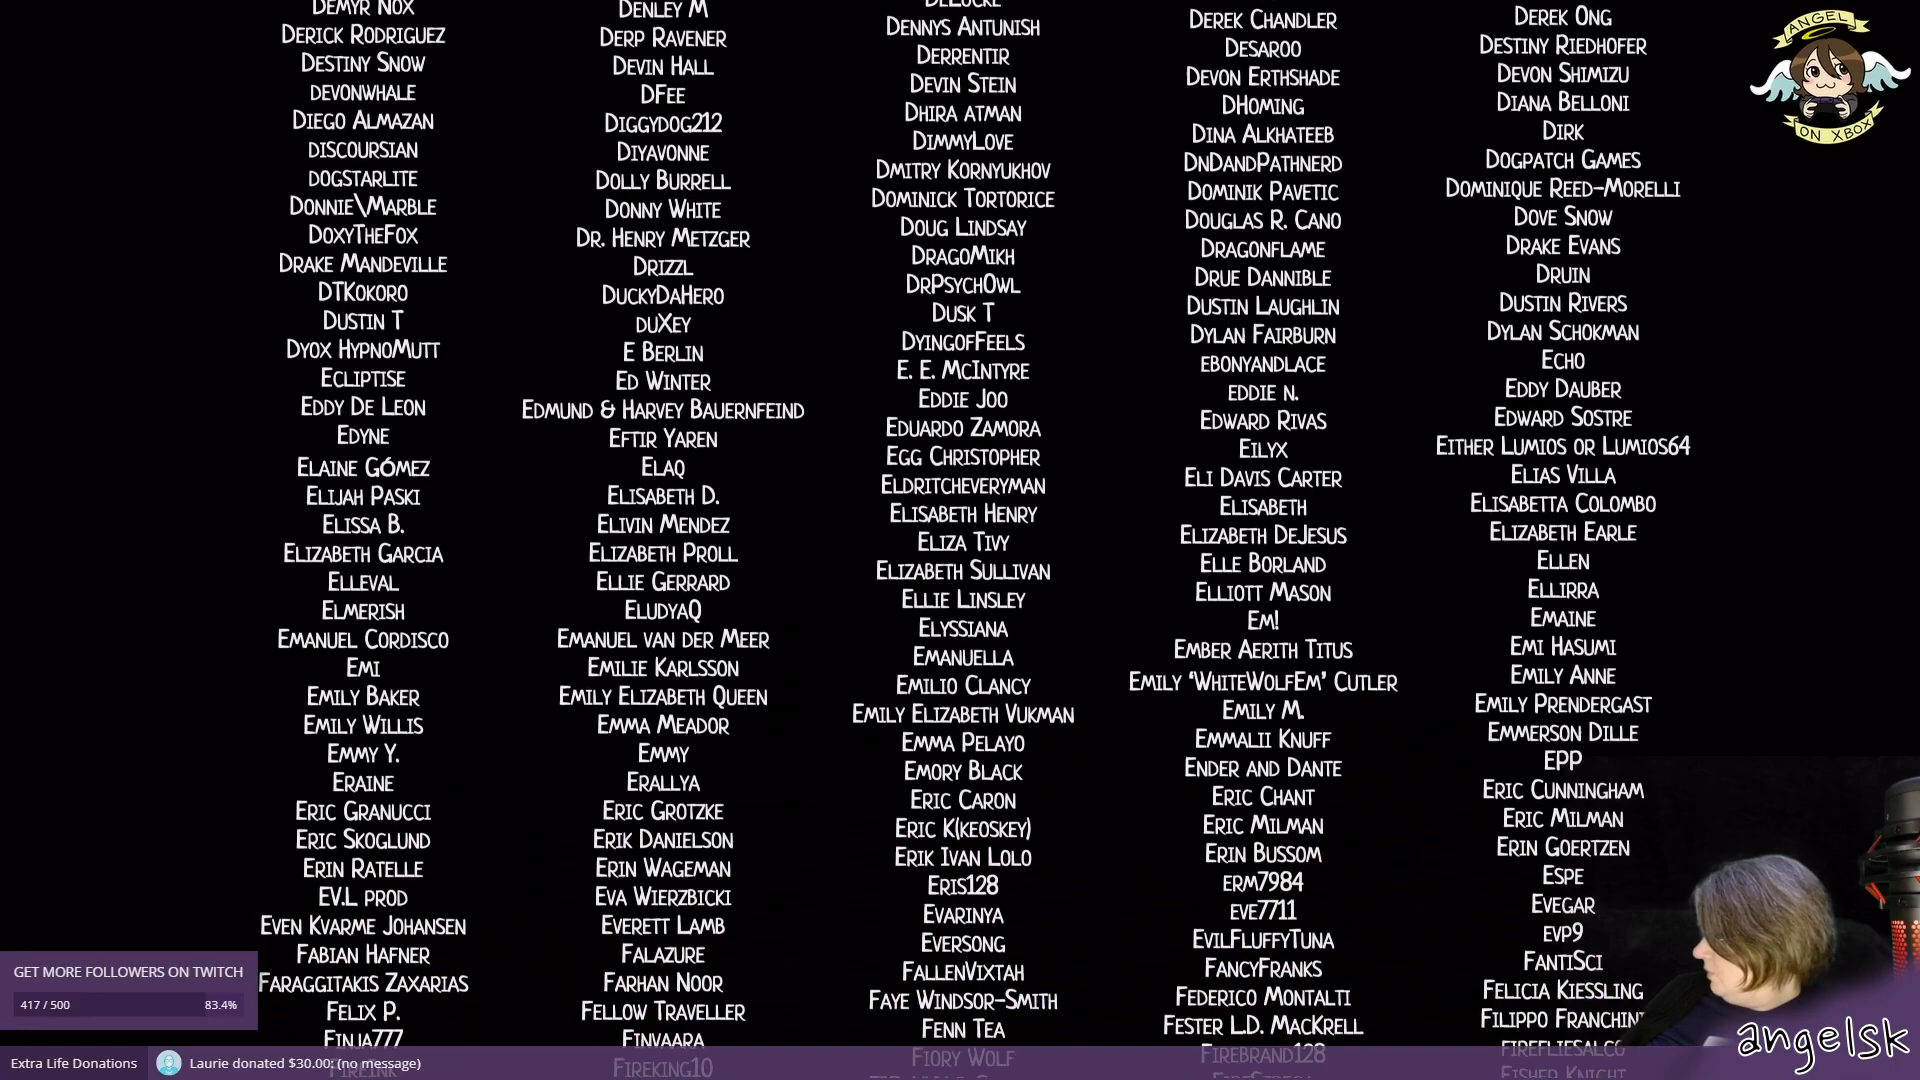 Demyr Nox
Derick Rodriguez
Destiny Snow
devonwhale
Diego Almazan
discoursian
dogstarlite
Donnie\Marble
DoxyTheFox
Drake Mandeville
DTKokoro
Dustin T
Dyox HypnoMutt
Ecliptise
Eddy De Leon
Edyne
Elaine Gómez
Elijah Paski
Elissa B.
Elizabeth Garcia
Elleval
Elmerish
Emanuel Cordisco
Emi
Emily Baker
Emily Willis
Emmy Y.
Eraine
Eric Granucci
Eric Skoglund
Erin Ratelle
EV.L prod
Even Kvarme Johansen
Fabian Hafner
Faraggitakis Zaxarias
Felix P.
Finja777
Denley M
Derp Ravener
Devin Hall
DFee
Diggydog212
Diyavonne
Dolly Burrell
Donny White
Dr. Henry Metzger
Drizzl
DuckyDaHero
duXey
E Berlin
Ed Winter
Edmund & Harvey Bauernfeind
Eftir Yaren
Elaq
Elisabeth D.
Elivin Mendez
Elizabeth Proll
Ellie Gerrard
EludyaQ
Emanuel van der Meer
Emilie Karlsson
Emily Elizabeth Queen
Emma Meador
Emmy
Erallya
Eric Grotzke
Erik Danielson
Erin Wageman
Eva Wierzbicki
Everett Lamb
Falazure
Farhan Noor
Fellow Traveller
Finvaara
Fireking10
Dennys Antunish
Derrentir
Devin Stein
Dhira atman
DimmyLove
Dmitry Kornyukhov
Dominick Tortorice
Doug Lindsay
DragoMikh
DrPsychOwl
Dusk T
DyingofFeels
E. E. McIntyre
Eddie Joo
Eduardo Zamora
Egg Christopher
Eldritcheveryman
Elisabeth Henry
Eliza Tivy
Elizabeth Sullivan
Ellie Linsley
Elyssiana
Emanuella
Emilio Clancy
Emily Elizabeth Vukman
Emma Pelayo
Emory Black
Eric Caron
Eric K(keoskey)
Erik Ivan Lolo
Eris128
Evarinya
Eversong
FallenVixtah
Faye Windsor-Smith
Fenn Tea
Fiory Wolf
Derek Chandler
Desaroo
Devon Erthshade
DHoming
Dina Alkhateeb
DnDandPathnerd
Dominik Pavetic
Douglas R. Cano
Dragonflame
Drue Dannible
Dustin Laughlin
Dylan Fairburn
ebonyandlace
eddie n.
Edward Rivas
Eilyx
Eli Davis Carter
Elisabeth
Elizabeth DeJesus
Elle Borland
Elliott Mason
Em!
Ember Aerith Titus
Emily ‘WhiteWolfEm’ Cutler
Emily M.
Emmalii Knuff
Ender and Dante
Eric Chant
Eric Milman
Erin Bussom
erm7984
eve7711
EvilFluffyTuna
FancyFranks
Federico Montalti
Fester L.D. MacKrell
Firebrand128
Derek Ong
Destiny Riedhofer
Devon Shimizu
Diana Belloni
Dirk
Dogpatch Games
Dominique Reed-Morelli
Dove Snow
Drake Evans
Druin
Dustin Rivers
Dylan Schokman
Echo
Eddy Dauber
Edward Sostre
Either Lumios or Lumios64
Elias Villa
Elisabetta Colombo
Elizabeth Earle
Ellen
Ellirra
Emaine
Emi Hasumi
Emily Anne
Emily Prendergast
Emmerson Dille
EPP
Eric Cunningham
Eric Milman
Erin Goertzen
Espe
Evegar
evp9
FantiSci
Felicia Kiessling
Filippo Franchin
Fisher Knight
ANGEL
ON XBOX
GET MORE FOLLOWERS ON TWITCH
417 / 500 83.4%
Extra Life Donations Laurie donated $30.00: (no message)
angelsk